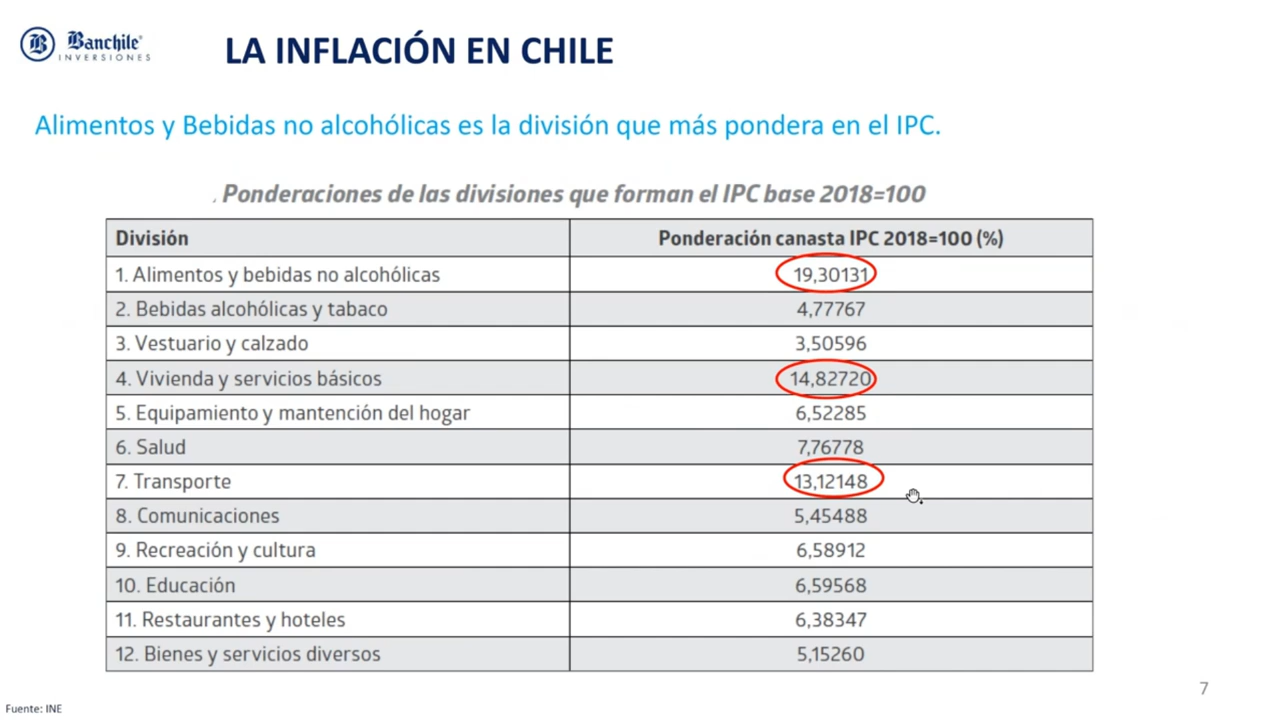 Banchile
INVERSIONES
LA INFLACIÓN EN CHILE
Alimentos y Bebidas no alcohólicas es la división que más pondera en el IPC.
Ponderaciones de las divisiones que forman el IPC base 2018=100
División Ponderación canasta IPC 2018=100 (%)
1. Alimentos y bebidas no alcohólicas 19,30131
2. Bebidas alcohólicas y tabaco 4,77767
3. Vestuario y calzado 3,50596
4. Vivienda y servicios básicos 14,82720
5. Equipamiento y mantención del hogar 6,52285
6. Salud 7,76778
7. Transporte 13,12148
8. Comunicaciones 5,45488
9. Recreación y cultura 6,58912
10. Educación 6,59568
11. Restaurantes y hoteles 6,38347
12. Bienes y servicios diversos 5,15260
7
Fuente: INE